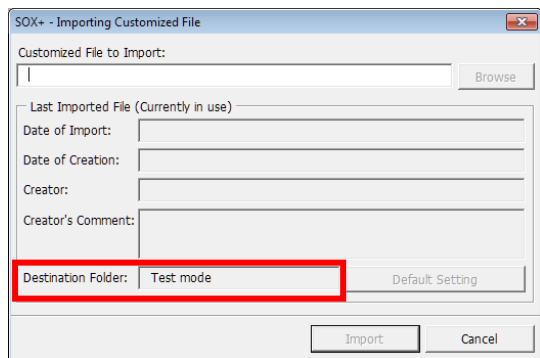 SOX+ - Importing Customized File
Customized File to Import:
Browse
Last Imported File (Currently in use)
Date of Import:
Date of Creation:
Creator:
Creator's Comment:
Destination Folder: Test mode Default Setting
Import Cancel